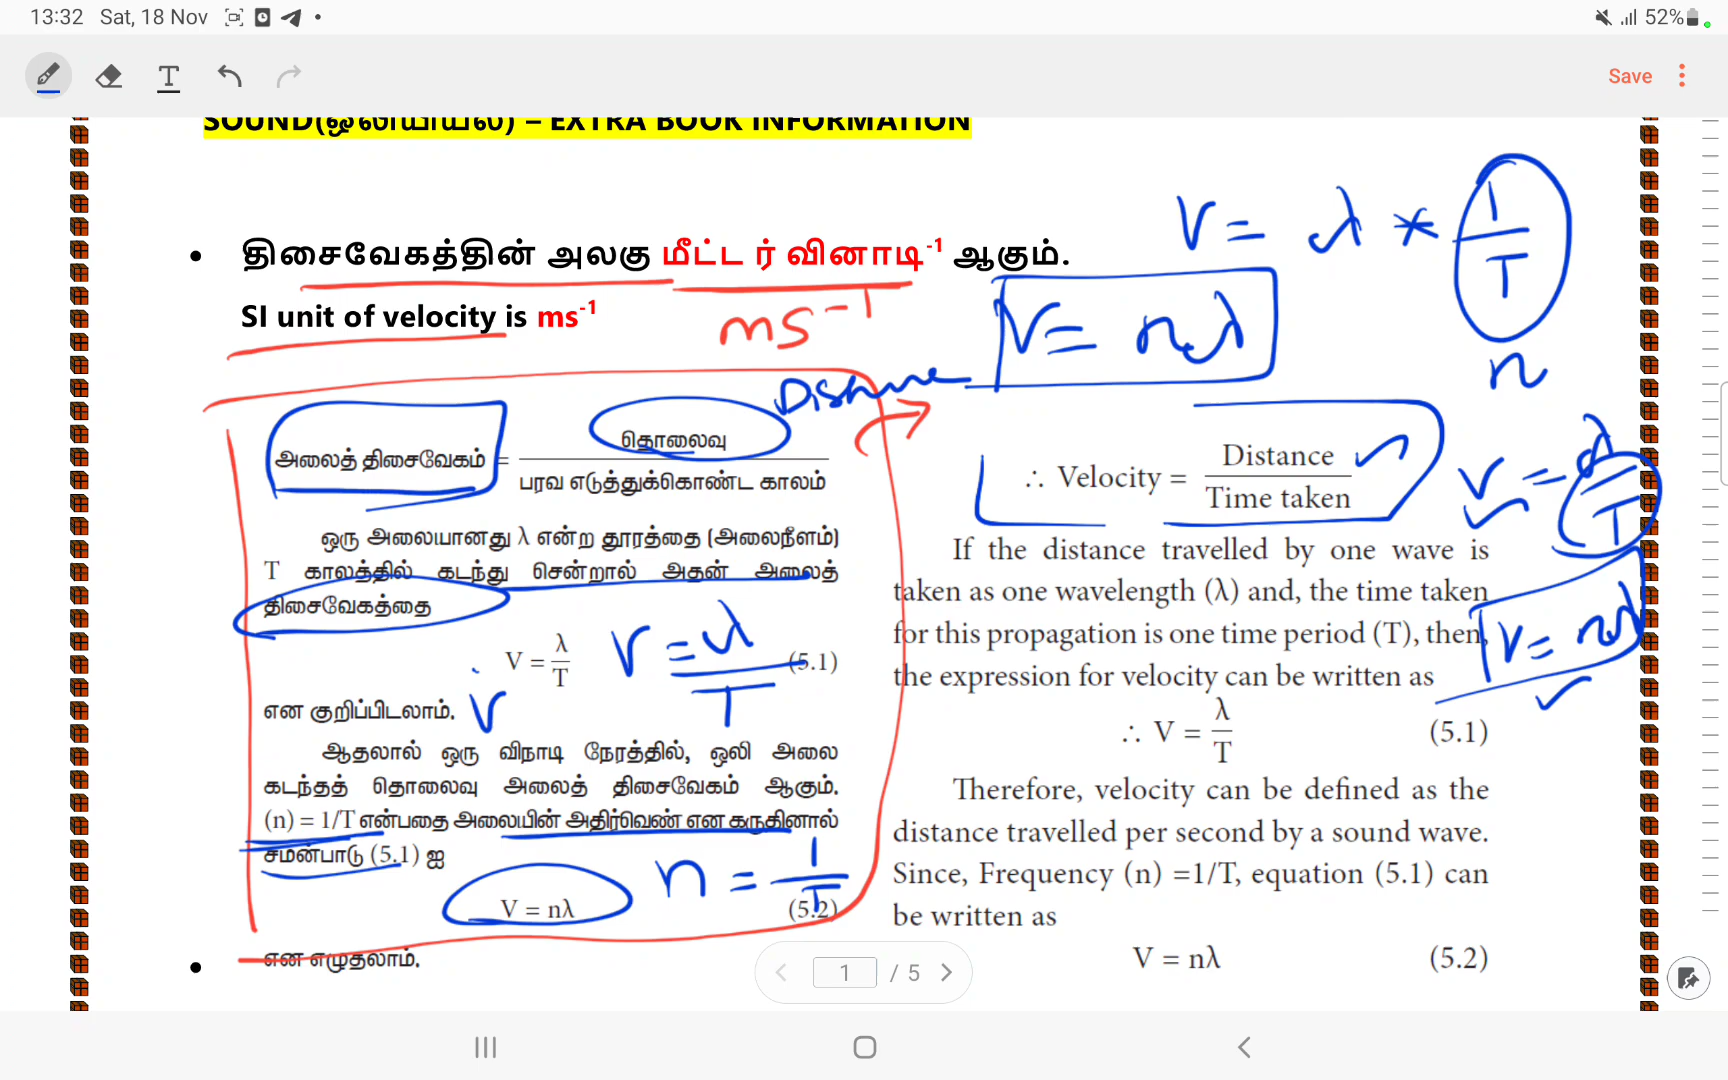 13:32 Sat, 18 Nov
52%
T
Save
SOUND(ஒலியியல்) – EXTRA BOOK INFORMATION
V = λ * 1/T
n
• திசைவேகத்தின் அலகு மீட்டர் வினாடி-1 ஆகும்.
SI unit of velocity is ms-1
ms-1
V = nλ
அலைத் திசைவேகம் = தொலைவு / பரவ எடுத்துக்கொண்ட காலம்
ஒரு அலையானது λ என்ற தூரத்தை (அலைநீளம்)
T காலத்தில் கடந்து சென்றால் அதன் அலைத்
திசைவேகத்தை
V = λ/T (5.1)
V = λ/T
என குறிப்பிடலாம்.
V
ஆதலால் ஒரு விநாடி நேரத்தில், ஒலி அலை
கடந்தத் தொலைவு அலைத் திசைவேகம் ஆகும்.
(n) = 1/T என்பதை அலையின் அதிர்வெண் என கருதினால்
சமன்பாடு (5.1) ஐ
n = 1/T
V = nλ (5.2)
என எழுதலாம்.
∴ Velocity = Distance / Time taken
V = λ/T
If the distance travelled by one wave is
taken as one wavelength (λ) and, the time taken
for this propagation is one time period (T), then,
the expression for velocity can be written as
V = nλ
∴ V = λ/T (5.1)
Therefore, velocity can be defined as the
distance travelled per second by a sound wave.
Since, Frequency (n) =1/T, equation (5.1) can
be written as
V = nλ (5.2)
1 / 5